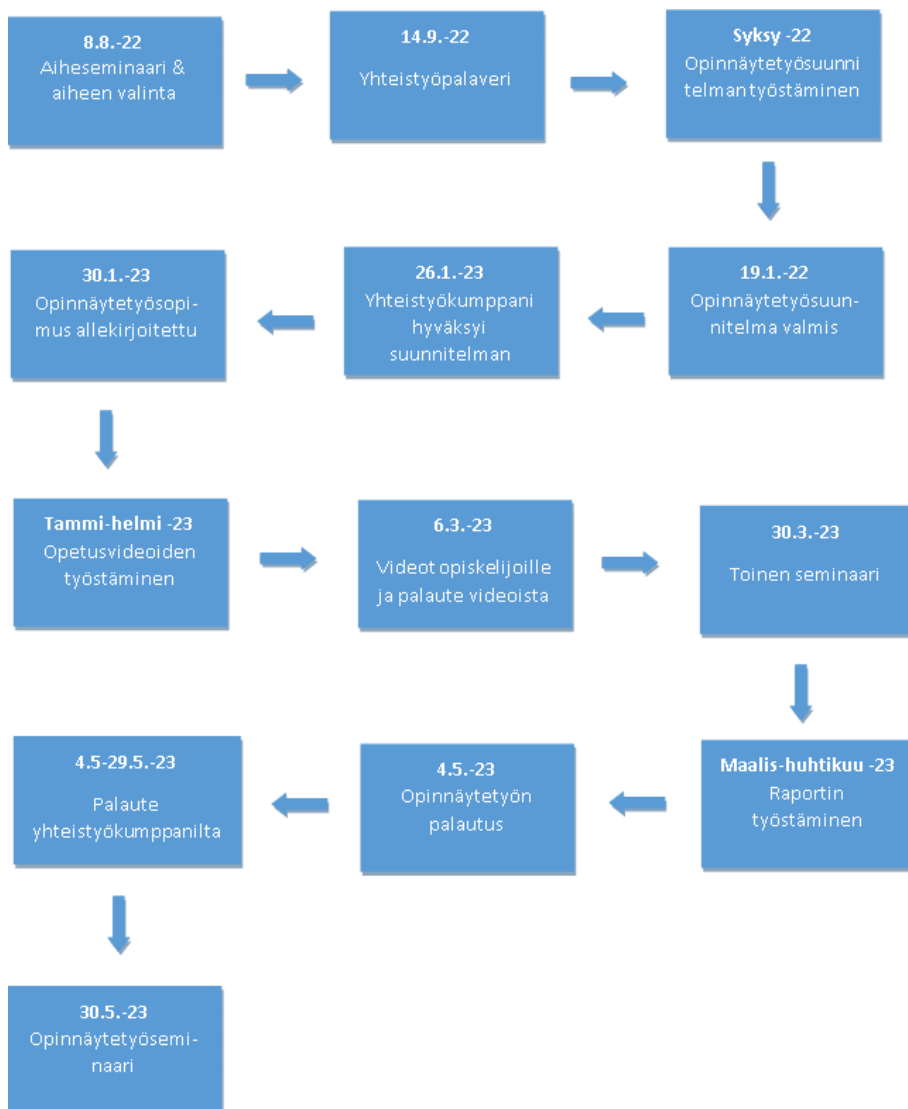 8.8.-22
Aiheseminaari &
aiheen valinta
14.9.-22
Yhteistyöpalaveri
Syksy -22
Opinnäytetyösuunni
telman työstäminen
19.1.-22
Opinnäytetyösuun-
nitelma valmis
26.1.-23
Yhteistyökumppani
hyväksyi
suunnitelman
30.1.-23
Opinnäytetyösopi-
mus allekirjoitettu
Tammi-helmi -23
Opetusvideoiden
työstäminen
6.3.-23
Videot opiskelijoille
ja palaute videoista
30.3.-23
Toinen seminaari
Maalis-huhtikuu -23
Raportin
työstäminen
4.5.-23
Opinnäytetyön
palautus
4.5-29.5.-23
Palaute
yhteistyökumppanilta
30.5.-23
Opinnäytetyösemi-
naari